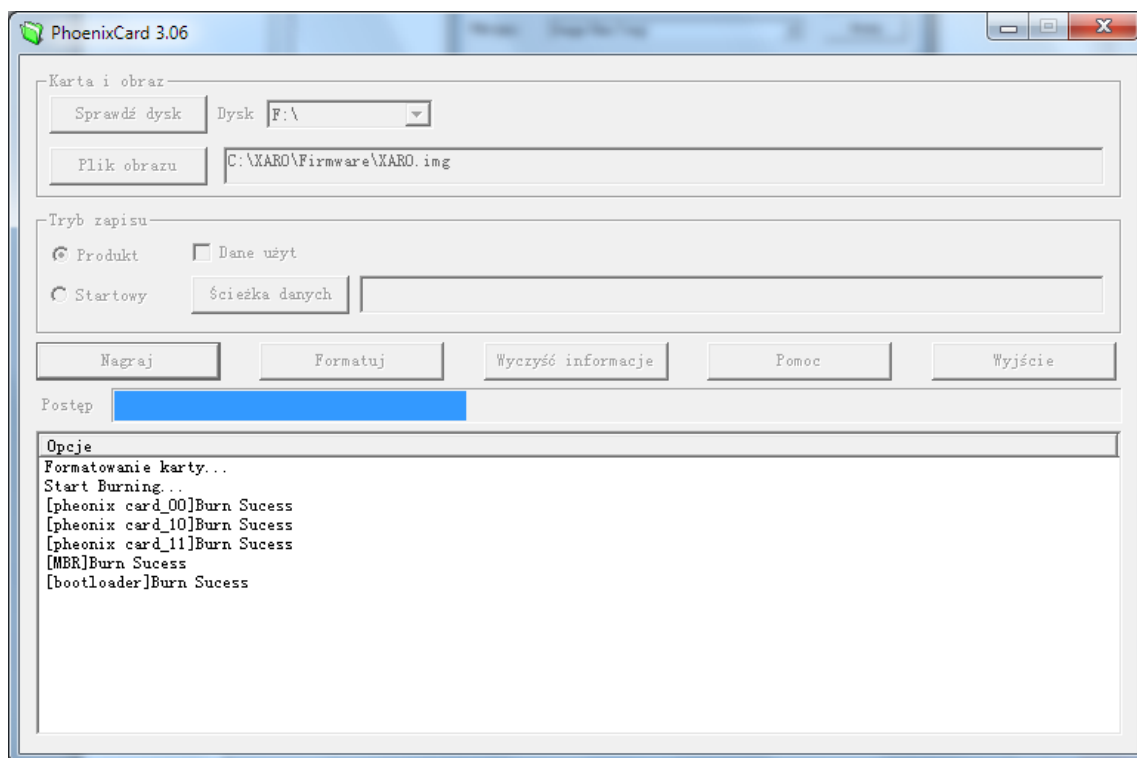 PhoenixCard 3.06
Karta i obraz
Sprawdź dysk Dysk F:\
Plik obrazu C:\XARO\Firmware\XARO.img
Tryb zapisu
Produkt Dane użyt
Startowy Ścieżka danych
Nagraj Formatuj Wyczyść informacje Pomoc Wyjście
Postęp
Opcje
Formatowanie karty...
Start Burning...
[pheonix card_00]Burn Sucess
[pheonix card_10]Burn Sucess
[pheonix card_11]Burn Sucess
[MBR]Burn Sucess
[bootloader]Burn Sucess